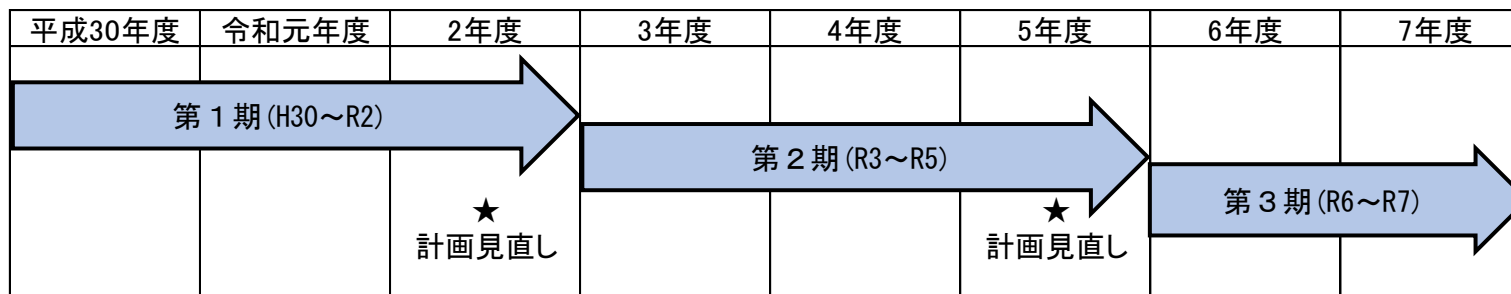 平成30年度 令和元年度 2年度 3年度 4年度 5年度 6年度 7年度
第1期(H30～R2)
第2期(R3～R5)
第3期(R6～R7)
★ ★
計画見直し 計画見直し